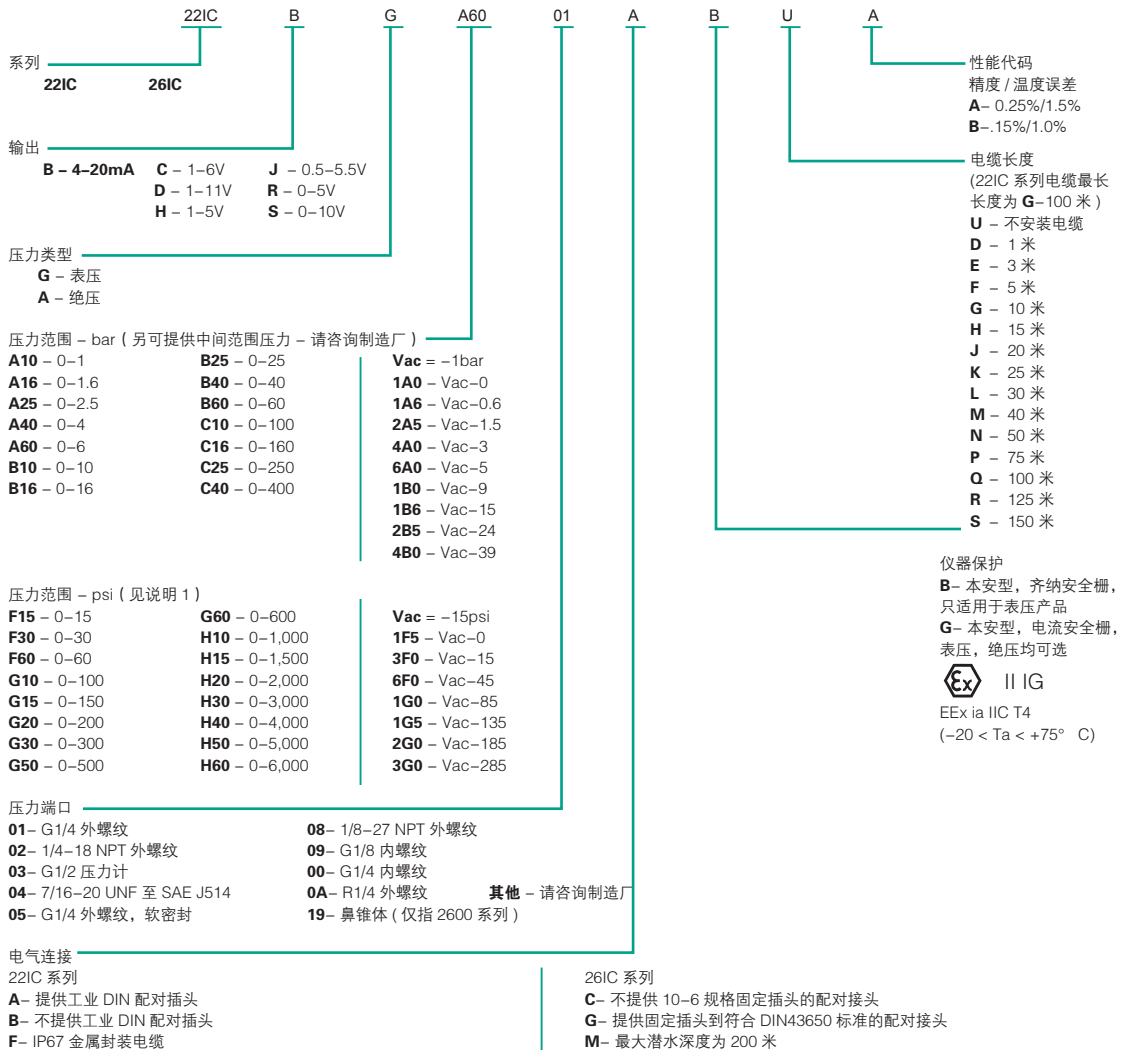 22IC B G A60 01 A B U A
系列
22IC 26IC
输出
B – 4–20mA C – 1–6V J – 0.5–5.5V
D – 1–11V R – 0–5V
H – 1–5V S – 0–10V
压力类型
G – 表压
A – 绝压
压力范围 – bar ( 另可提供中间范围压力 – 请咨询制造厂 )
A10 – 0–1 B25 – 0–25 Vac = –1bar
A16 – 0–1.6 B40 – 0–40 1A0 – Vac–0
A25 – 0–2.5 B60 – 0–60 1A6 – Vac–0.6
A40 – 0–4 C10 – 0–100 2A5 – Vac–1.5
A60 – 0–6 C16 – 0–160 4A0 – Vac–3
B10 – 0–10 C25 – 0–250 6A0 – Vac–5
B16 – 0–16 C40 – 0–400 1B0 – Vac–9
1B6 – Vac–15
2B5 – Vac–24
4B0 – Vac–39
压力范围 – psi ( 见说明 1 )
F15 – 0–15 G60 – 0–600 Vac = –15psi
F30 – 0–30 H10 – 0–1,000 1F5 – Vac–0
F60 – 0–60 H15 – 0–1,500 3F0 – Vac–15
G10 – 0–100 H20 – 0–2,000 6F0 – Vac–45
G15 – 0–150 H30 – 0–3,000 1G0 – Vac–85
G20 – 0–200 H40 – 0–4,000 1G5 – Vac–135
G30 – 0–300 H50 – 0–5,000 2G0 – Vac–185
G50 – 0–500 H60 – 0–6,000 3G0 – Vac–285
压力端口
01– G1/4 外螺纹 08– 1/8–27 NPT 外螺纹
02– 1/4–18 NPT 外螺纹 09– G1/8 内螺纹
03– G1/2 压力计 00– G1/4 内螺纹
04– 7/16–20 UNF 至 SAE J514 0A– R1/4 外螺纹 其他 – 请咨询制造厂
05– G1/4 外螺纹，软密封 19– 鼻锥体 ( 仅指 2600 系列 )
电气连接
22IC 系列
A– 提供工业 DIN 配对插头
B– 不提供工业 DIN 配对插头
F– IP67 金属封装电缆
26IC 系列
C– 不提供 10–6 规格固定插头的配对接头
G– 提供固定插头到符合 DIN43650 标准的配对接头
M– 最大潜水深度为 200 米
性能代码
精度 / 温度误差
A– 0.25%/1.5%
B–.15%/1.0%
电缆长度
(22IC 系列电缆最长
长度为 G–100 米 )
U – 不安装电缆
D – 1 米
E – 3 米
F – 5 米
G – 10 米
H – 15 米
J – 20 米
K – 25 米
L – 30 米
M – 40 米
N – 50 米
P – 75 米
Q – 100 米
R – 125 米
S – 150 米
仪器保护
B– 本安型，齐纳安全栅，
只适用于表压产品
G– 本安型，电流安全栅，
表压，绝压均可选
Ex II IG
EEx ia IIC T4
(–20 < Ta < +75° C)